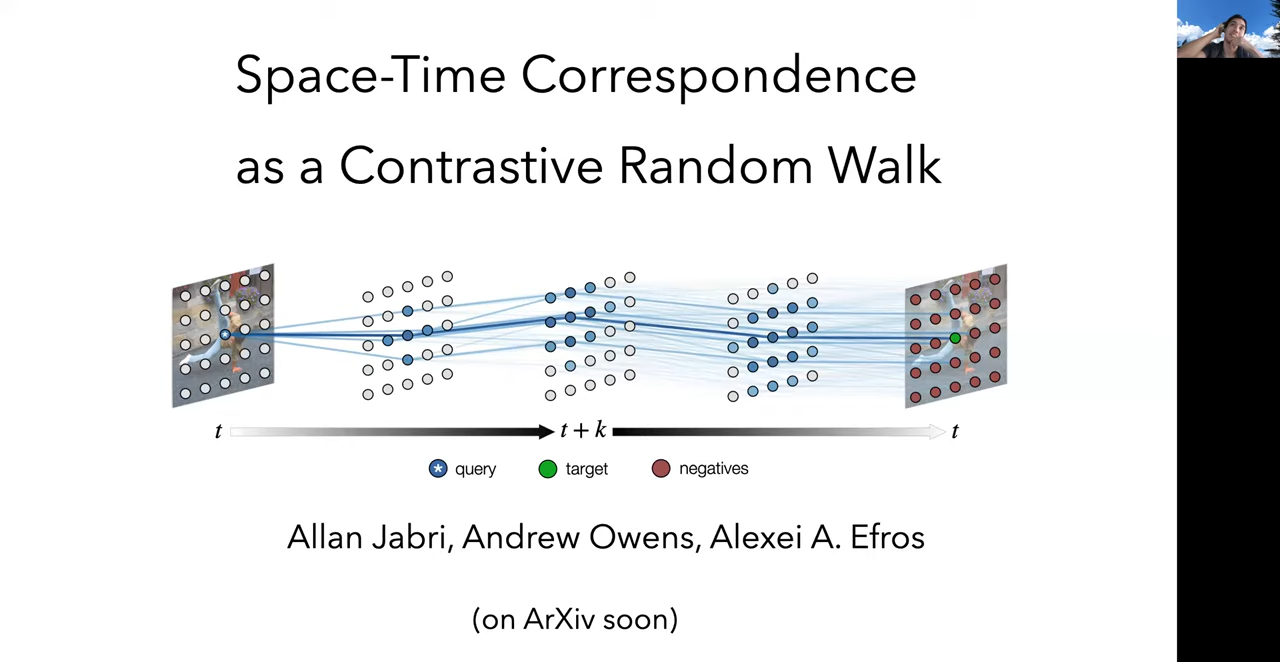 Space-Time Correspondence
as a Contrastive Random Walk
t t + k t
* query target negatives
Allan Jabri, Andrew Owens, Alexei A. Efros
(on ArXiv soon)